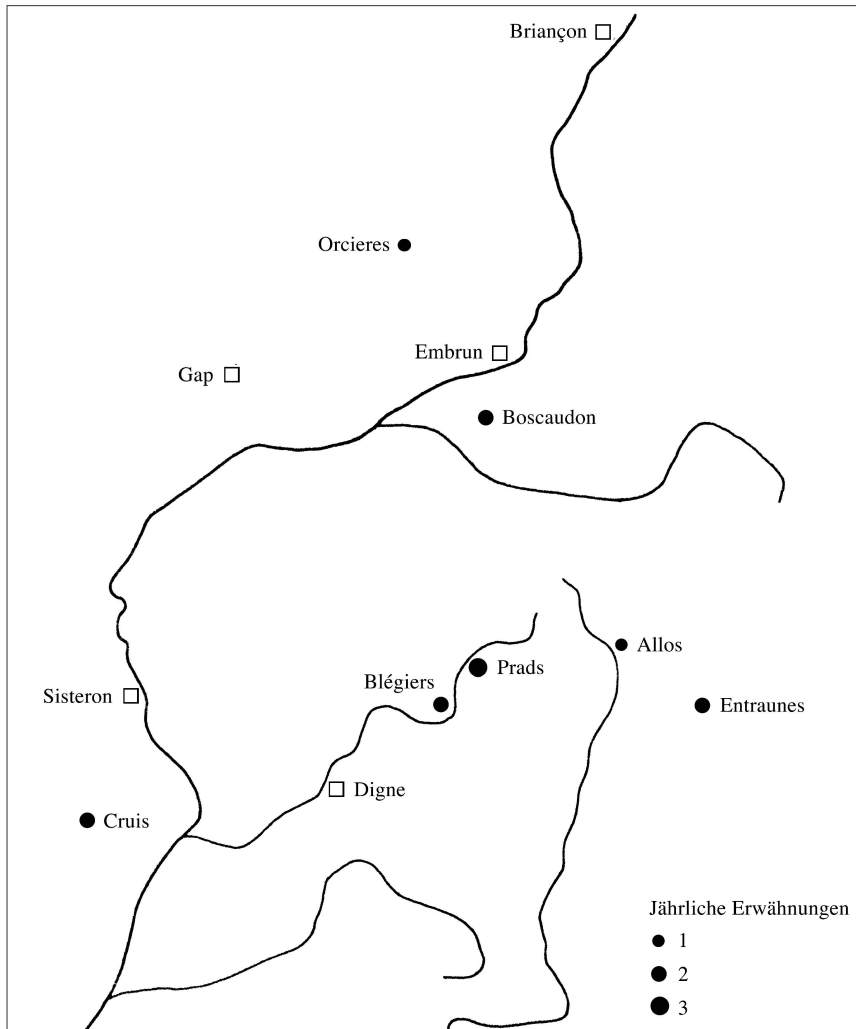 Briançon
Orcieres
Embrun
Gap
Boscaudon
Allos
Prads
Blégiers
Sisteron
Entraunes
Digne
Cruis
Jährliche Erwähnungen
1
2
3